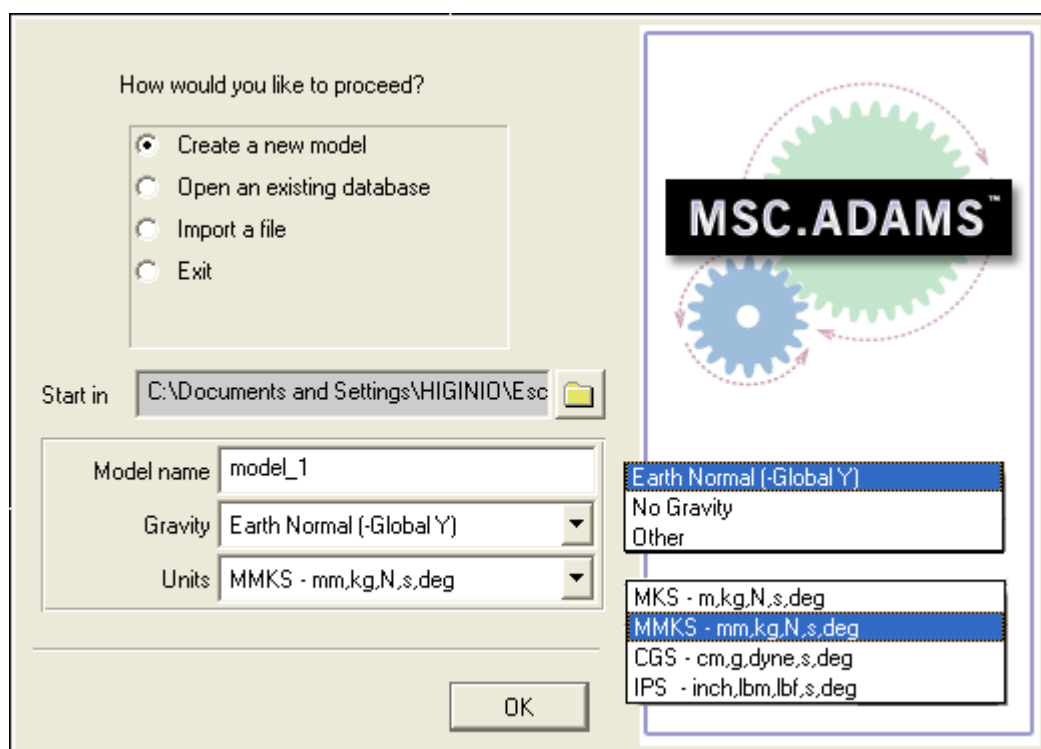 How would you like to proceed?
Create a new model
Open an existing database
Import a file
Exit
Start in C:\Documents and Settings\HIGINIO\Esc
Model name model_1
Gravity Earth Normal (-Global Y)
Units MMKS - mm,kg,N,s,deg
OK
MSC.ADAMS™
Earth Normal (-Global Y)
No Gravity
Other
MKS - m,kg,N,s,deg
MMKS - mm,kg,N,s,deg
CGS - cm,g,dyne,s,deg
IPS - inch,lbm,lbf,s,deg